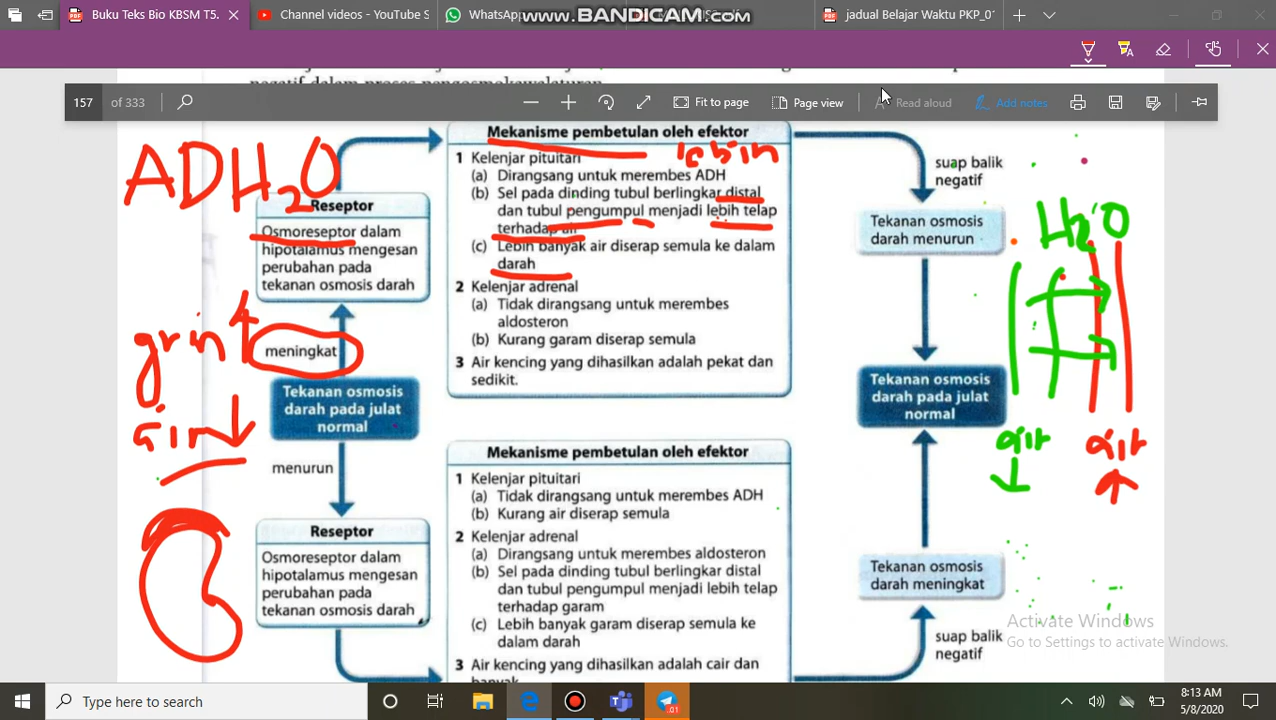 Buku Teks Bio KBSM T5.
Channel videos - YouTube S
WhatsApp
www.BANDICAM.com
jadual Belajar Waktu PKP_01
157 of 333
Fit to page
Page view
Read aloud
Add notes
negatif dalam proses pengosmokawalaturan.
ADH2O
lebih
H2O
garam
air
air
air
Reseptor
Osmoreseptor dalam
hipotalamus mengesan
perubahan pada
tekanan osmosis darah
meningkat
Tekanan osmosis
darah pada julat
normal
menurun
Reseptor
Osmoreseptor dalam
hipotalamus mengesan
perubahan pada
tekanan osmosis darah
Mekanisme pembetulan oleh efektor
1 Kelenjar pituitari
(a) Dirangsang untuk merembes ADH
(b) Sel pada dinding tubul berlingkar distal
dan tubul pengumpul menjadi lebih telap
terhadap air
(c) Lebih banyak air diserap semula ke dalam
darah
2 Kelenjar adrenal
(a) Tidak dirangsang untuk merembes
aldosteron
(b) Kurang garam diserap semula
3 Air kencing yang dihasilkan adalah pekat dan
sedikit.
Mekanisme pembetulan oleh efektor
1 Kelenjar pituitari
(a) Tidak dirangsang untuk merembes ADH
(b) Kurang air diserap semula
2 Kelenjar adrenal
(a) Dirangsang untuk merembes aldosteron
(b) Sel pada dinding tubul berlingkar distal
dan tubul pengumpul menjadi lebih telap
terhadap garam
(c) Lebih banyak garam diserap semula ke
dalam darah
3 Air kencing yang dihasilkan adalah cair dan
banyak.
suap balik
negatif
Tekanan osmosis
darah menurun
Tekanan osmosis
darah pada julat
normal
Tekanan osmosis
darah meningkat
suap balik
negatif
Activate Windows
Go to Settings to activate Windows.
Type here to search
.01
8:13 AM
5/8/2020